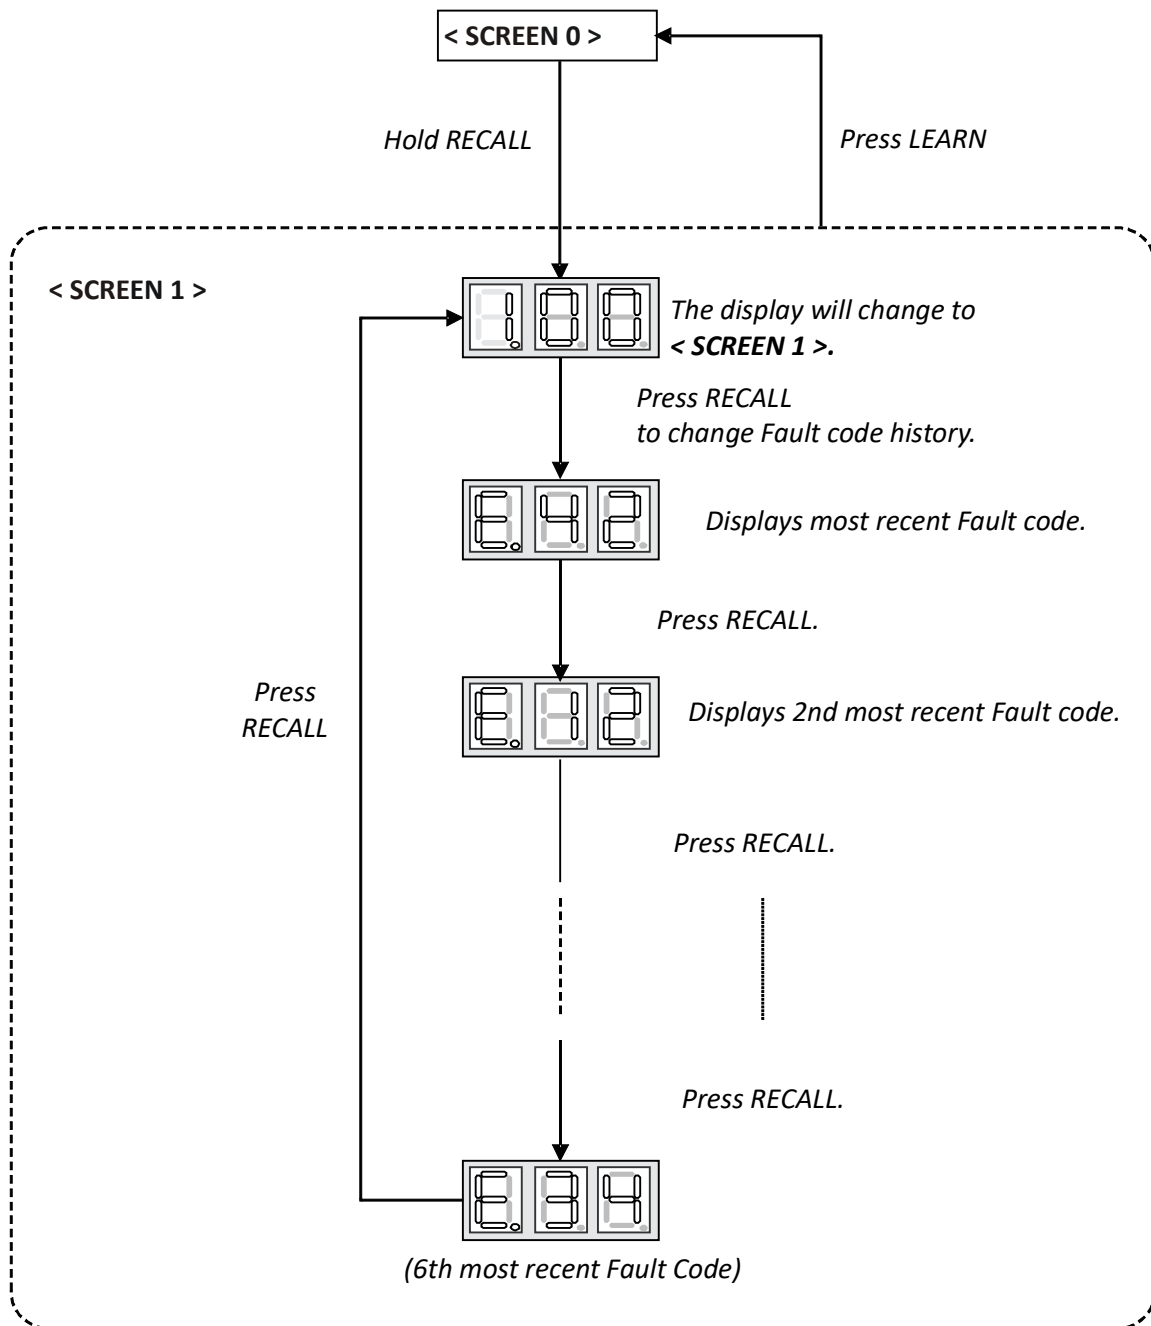 < SCREEN 0 >
Hold RECALL
Press LEARN
< SCREEN 1 >
1.00
The display will change to
< SCREEN 1 >.
Press RECALL
to change Fault code history.
E.42
Displays most recent Fault code.
Press RECALL.
E.12
Displays 2nd most recent Fault code.
Press
RECALL
Press RECALL.
Press RECALL.
E.34
(6th most recent Fault Code)